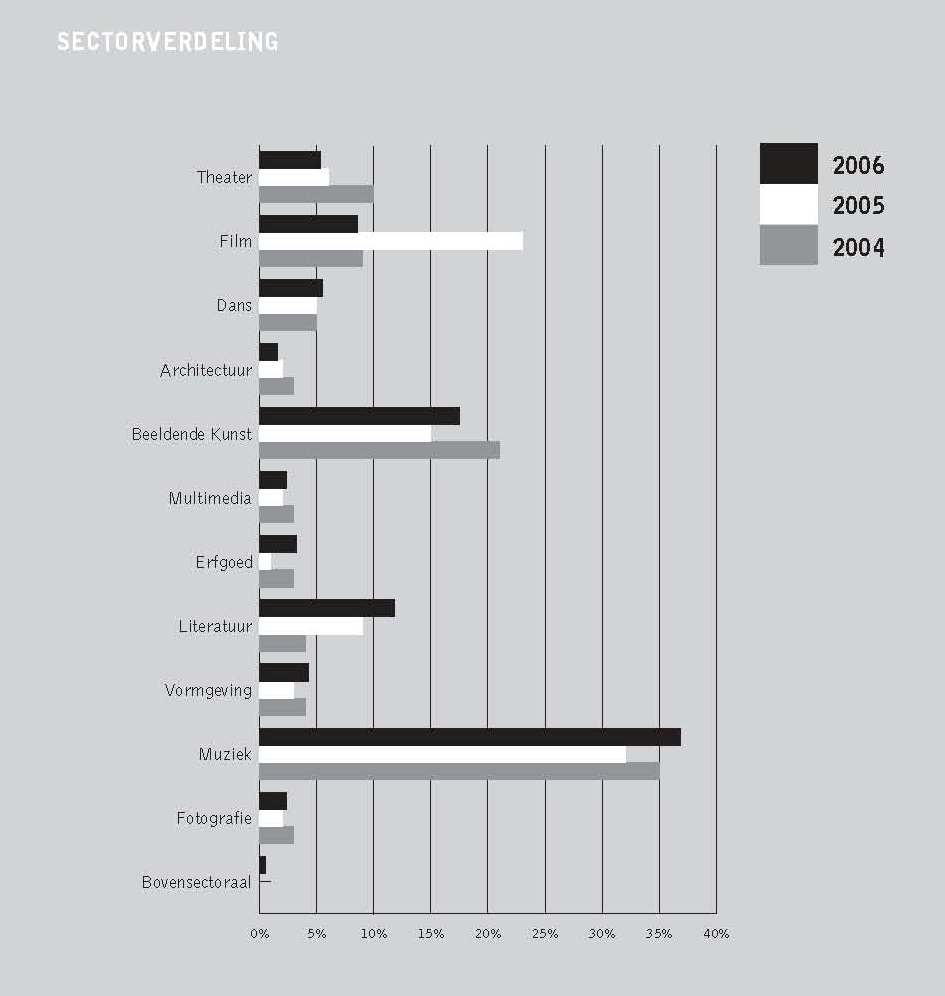 SECTORVERDELING
2006
2005
2004
Theater
Film
Dans
Architectuur
Beeldende Kunst
Multimedia
Erfgoed
Literatuur
Vormgeving
Muziek
Fotografie
Bovensectoraal
0% 5% 10% 15% 20% 25% 30% 35% 40%